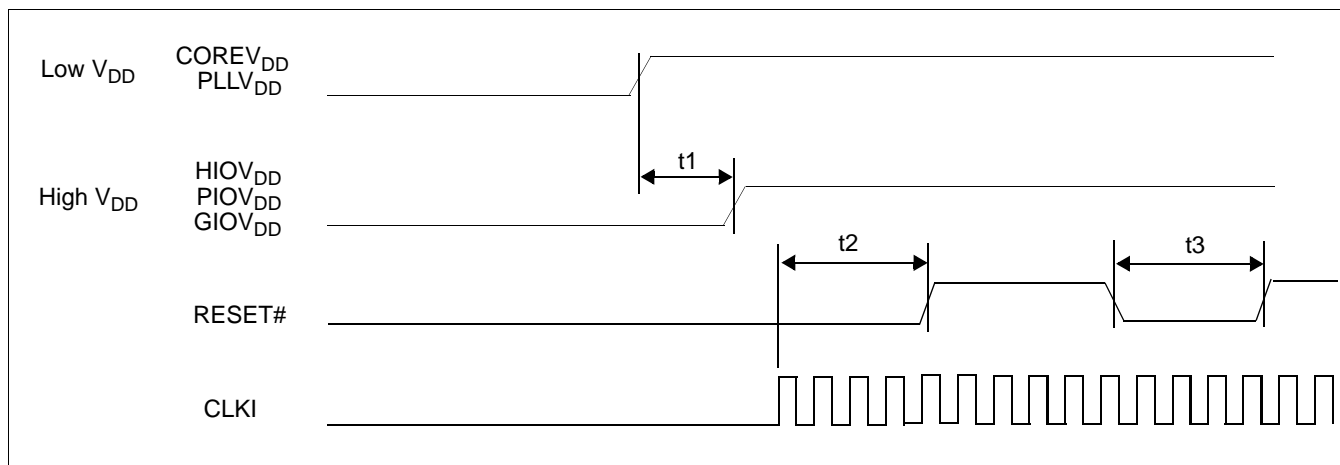 Low VDD
COREVDD
PLLVDD
t1
High VDD
HIOVDD
PIOVDD
GIOVDD
t2
t3
RESET#
CLKI